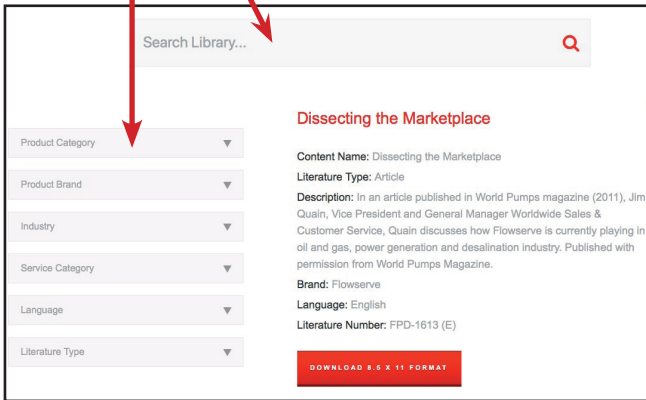 Search Library...
Product Category
Product Brand
Industry
Service Category
Language
Literature Type
Dissecting the Marketplace
Content Name: Dissecting the Marketplace
Literature Type: Article
Description: In an article published in World Pumps magazine (2011), Jim
Quain, Vice President and General Manager Worldwide Sales &
Customer Service, Quain discusses how Flowserve is currently playing in
oil and gas, power generation and desalination industry. Published with
permission from World Pumps Magazine.
Brand: Flowserve
Language: English
Literature Number: FPD-1613 (E)
DOWNLOAD 8.5 X 11 FORMAT